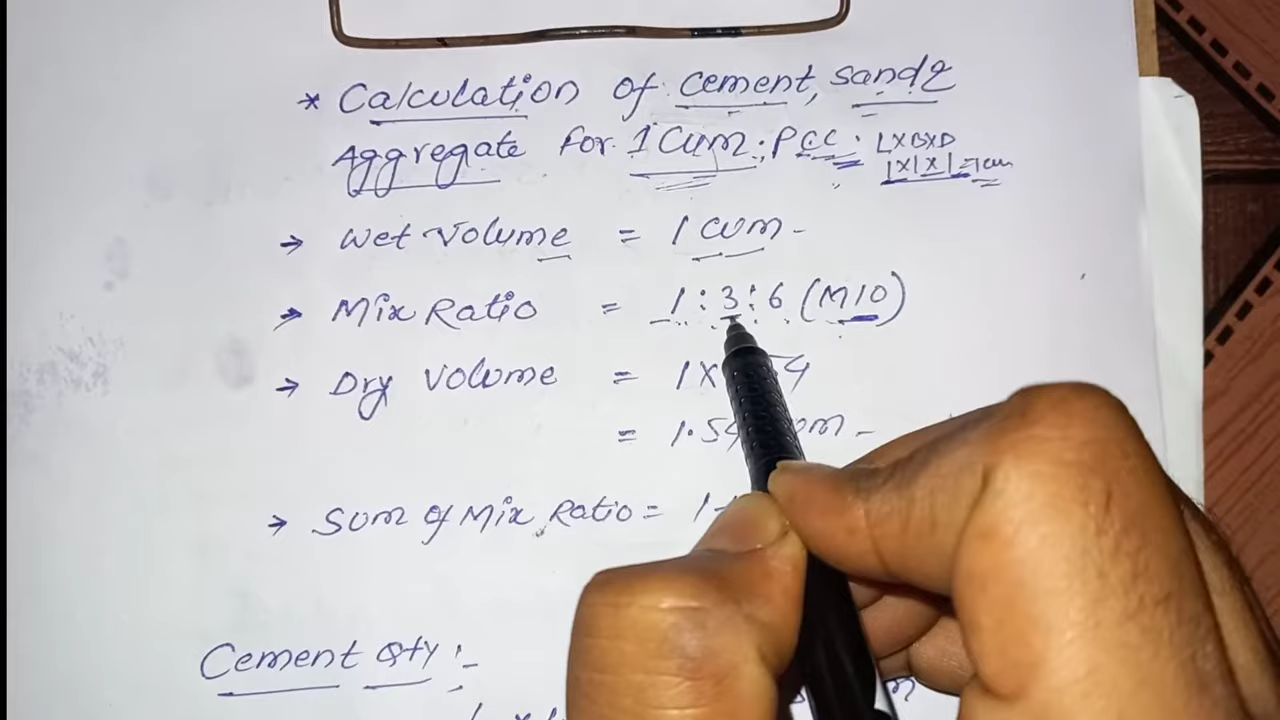 * Calculation of Cement, Sand &
Aggregate for 1 Cum. PCC. LXBXD
1X1X1=1cum
→ Wet Volume = 1 Cum -
→ Mix Ratio = 1:3:6 (M10)
→ Dry Volume = 1X
= 1.54
→ Sum of Mix Ratio = 1+
Cement Qty :-